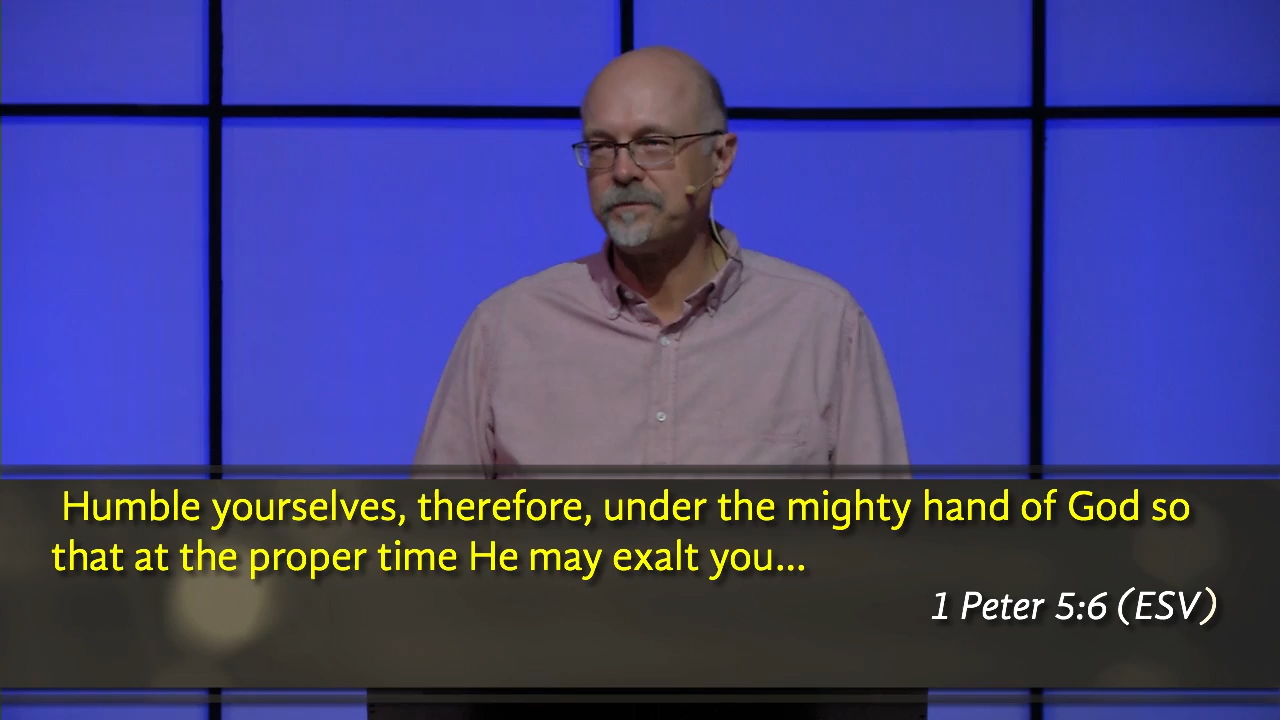 Humble yourselves, therefore, under the mighty hand of God so
that at the proper time He may exalt you...
1 Peter 5:6 (ESV)